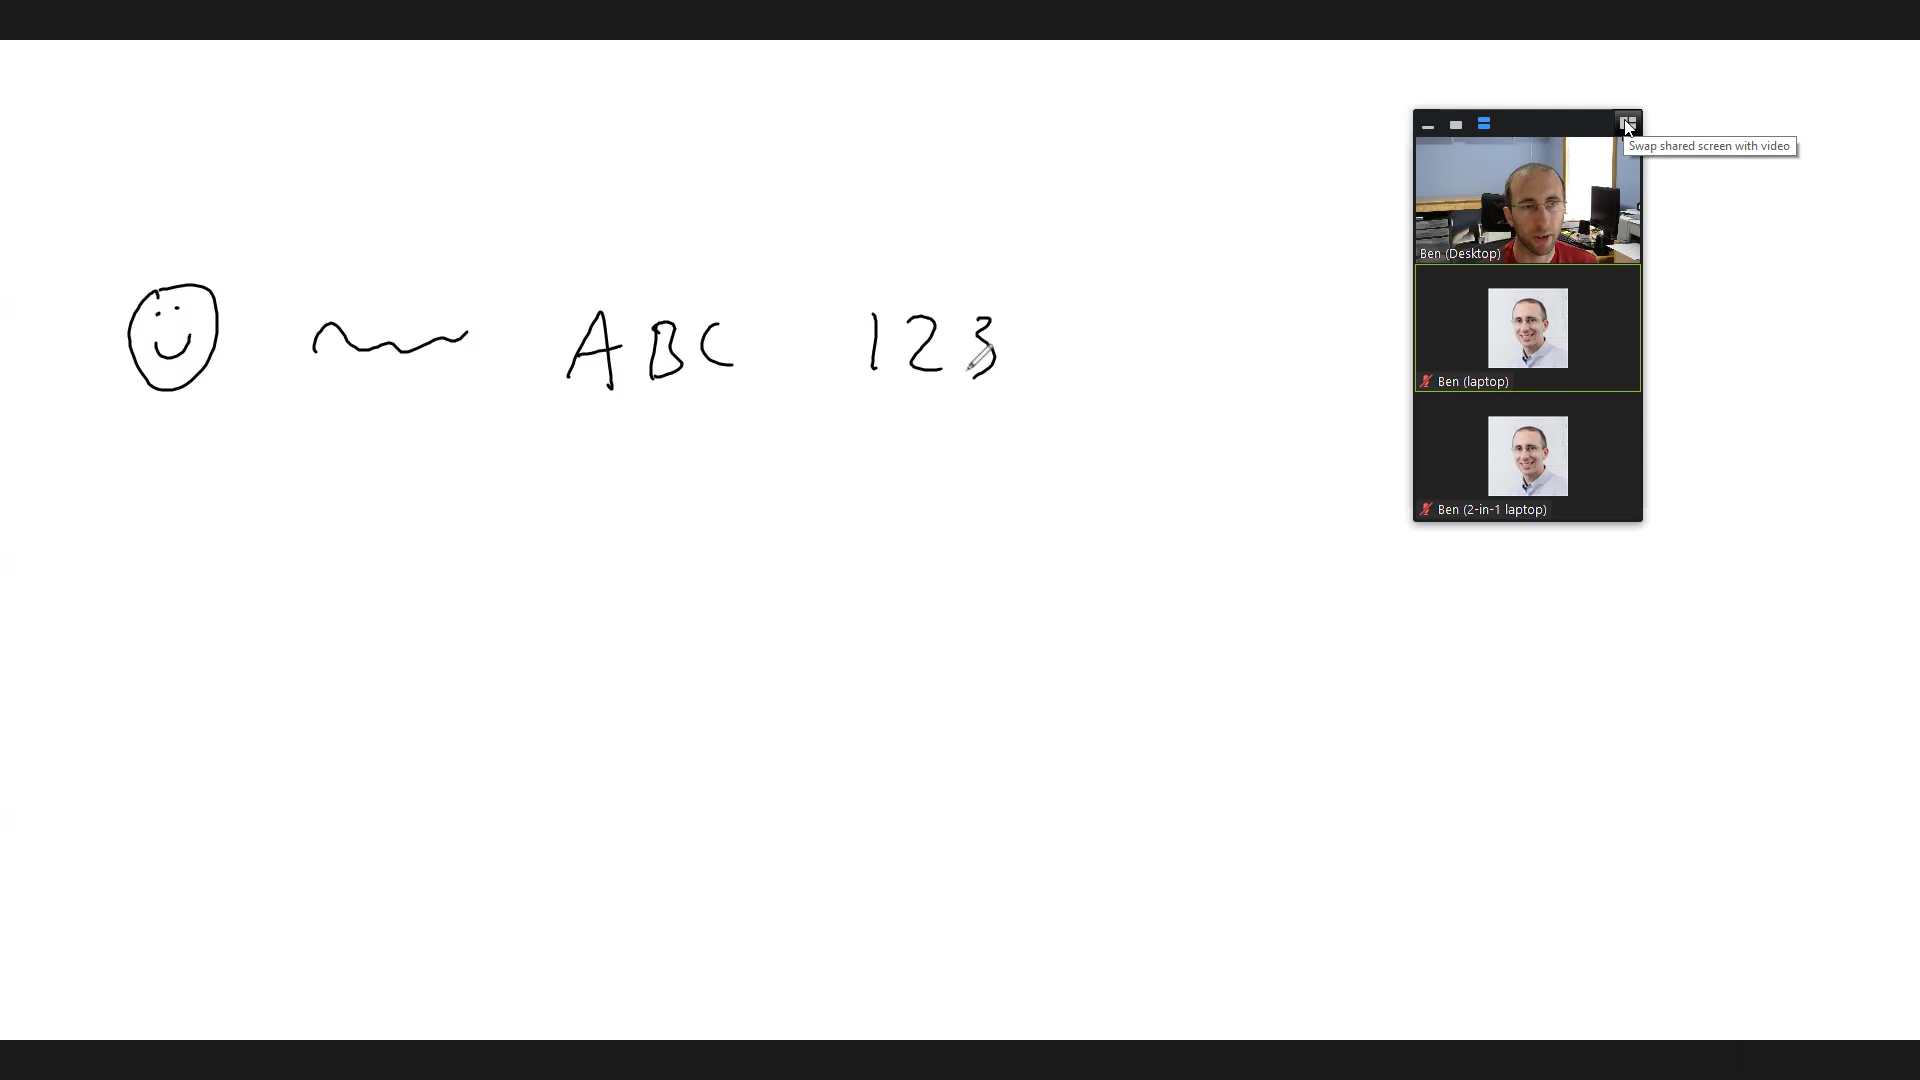 ABC 123
Swap shared screen with video
Ben (Desktop)
Ben (laptop)
Ben (2-in-1 laptop)